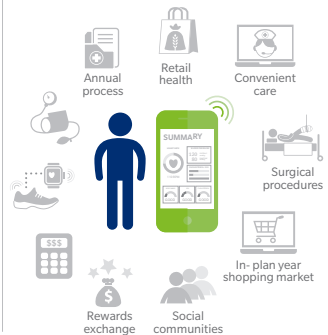 Annual
process
Retail
health
Convenient
care
SUMMARY
Surgical
procedures
$$$
In- plan year
shopping market
$
Rewards
exchange
Social
communities